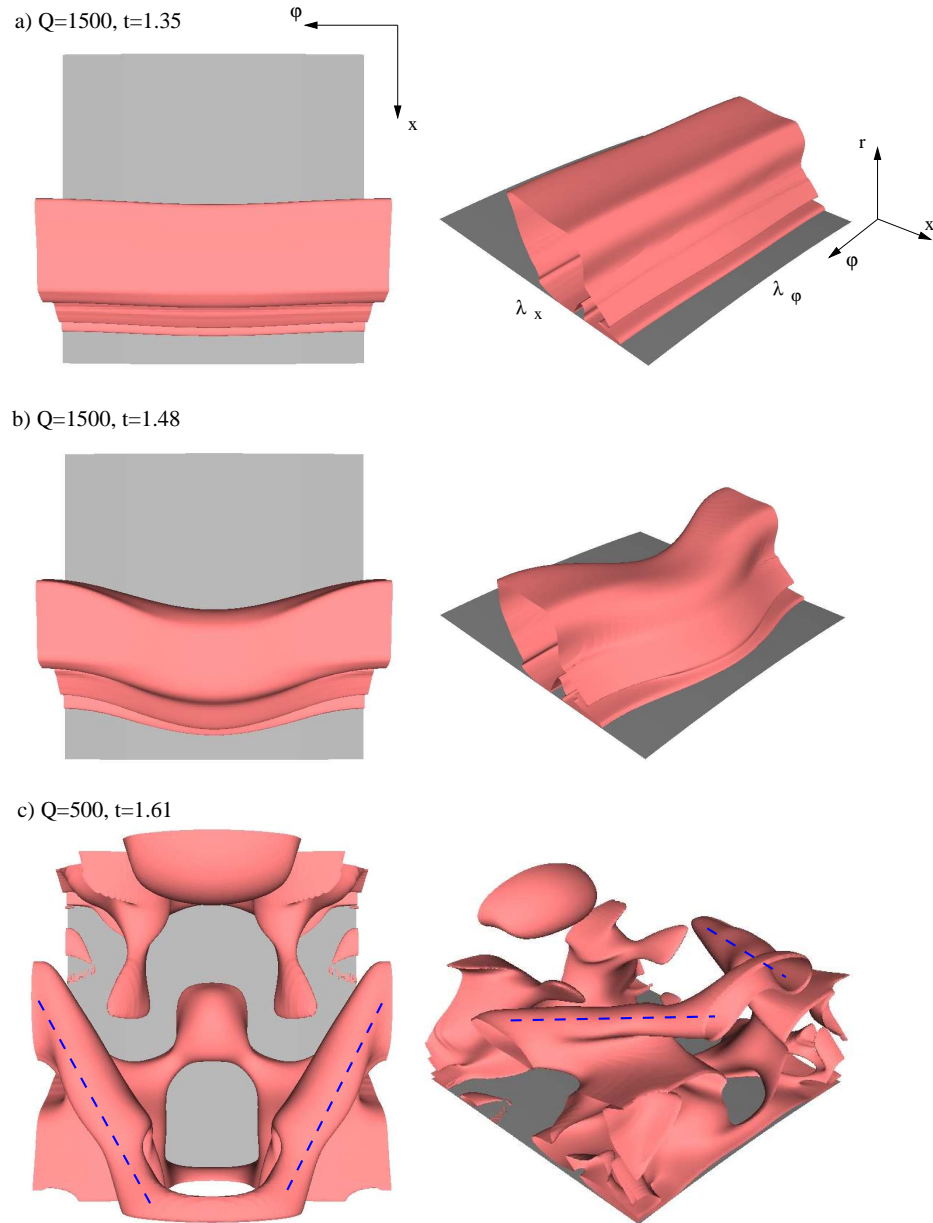 a) Q=1500, t=1.35
φ
x
r
x
φ
λ x
λ φ
b) Q=1500, t=1.48
c) Q=500, t=1.61